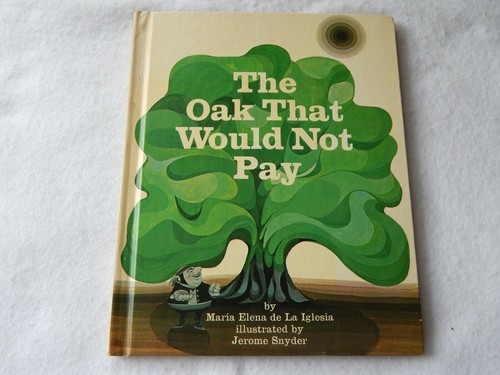 The
Oak That
Would Not
Pay
by
Maria Elena de La Iglesia
illustrated by
Jerome Snyder